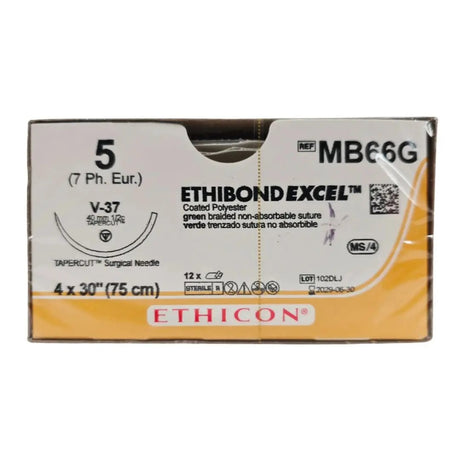 5
(7 Ph. Eur.)
V-37
40 mm 1/2c
TAPERCUT
TAPERCUT™ Surgical Needle
4 x 30" (75 cm)
REF MB66G
ETHIBOND EXCEL™
Coated Polyester
green braided non-absorbable suture
verde trenzado sutura no absorbible
MS/4
12 x
STERILE R
LOT 102DLJ
2029-05-30
ETHICON®